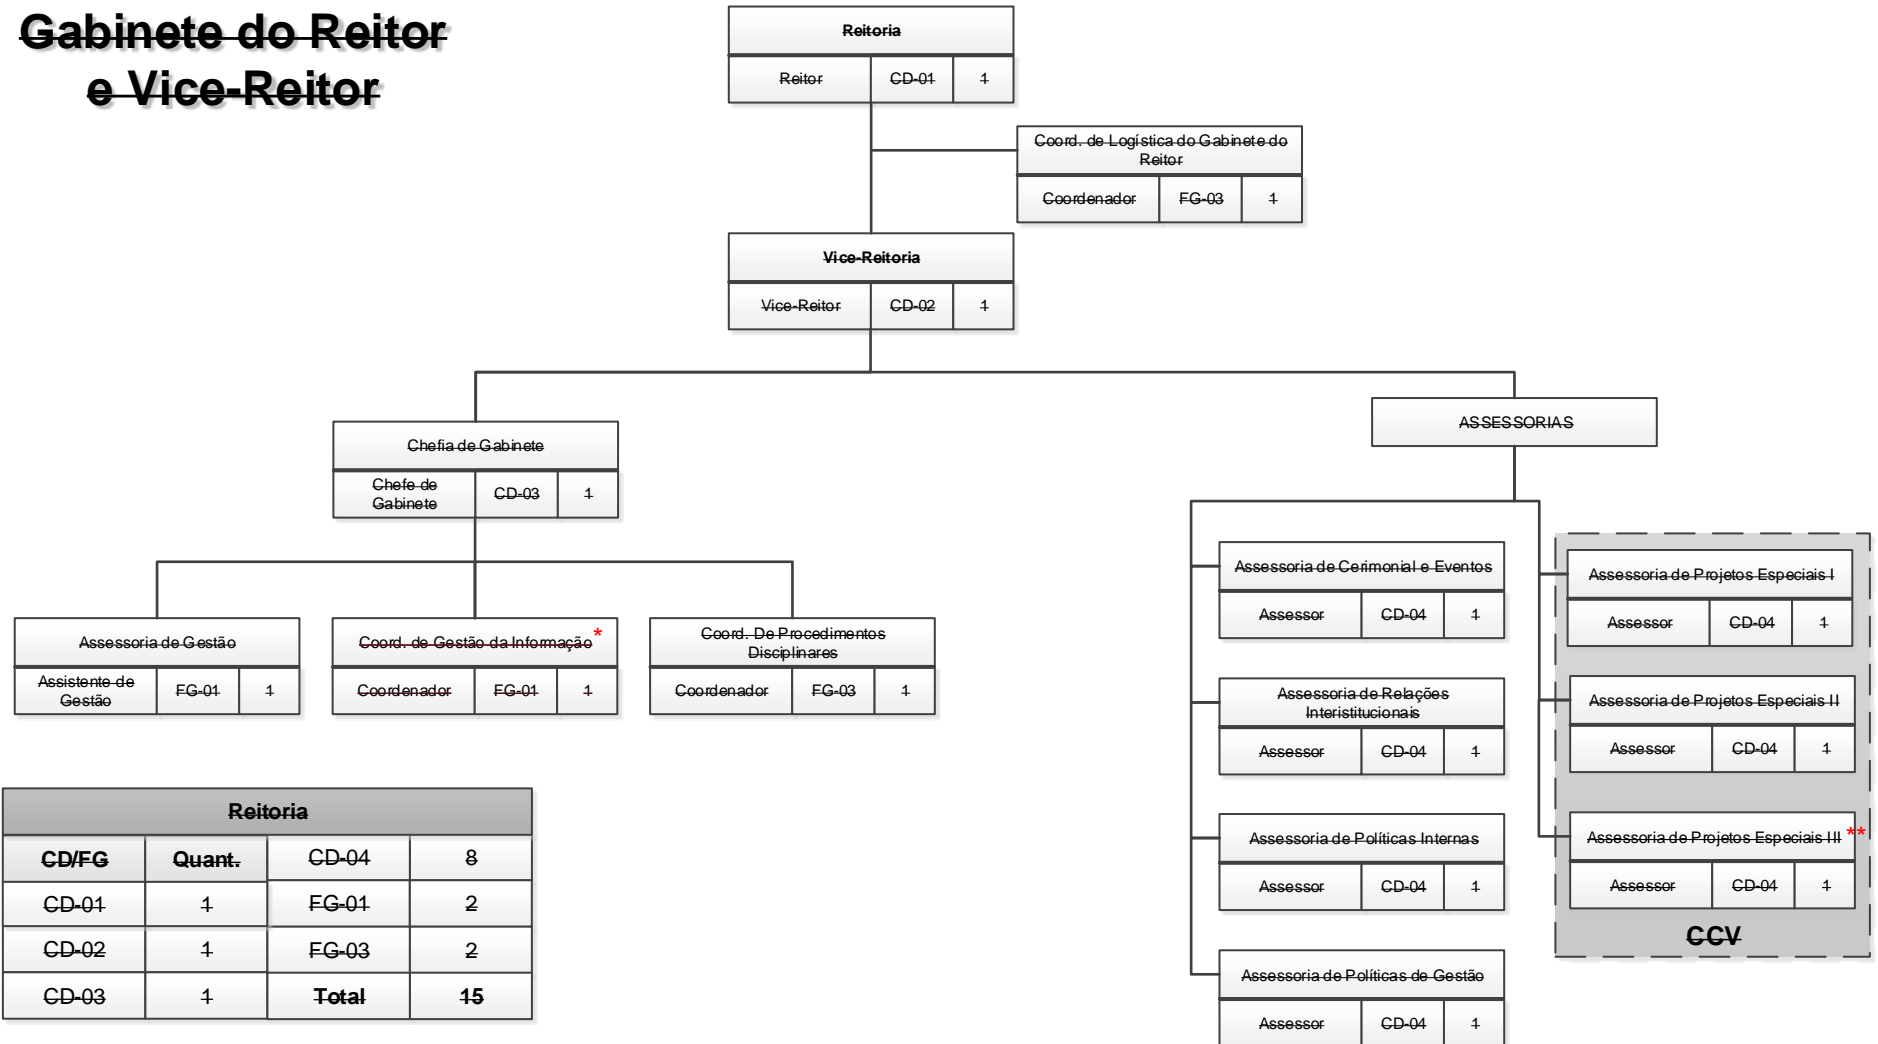 Gabinete do Reitor
e Vice-Reitor
Reitoria
Reitor CD-01 1
Coord. de Logística do Gabinete do
Reitor
Coordenador FG-03 1
Vice-Reitoria
Vice-Reitor CD-02 1
Chefia de Gabinete
Chefe de
Gabinete CD-03 1
ASSESSORIAS
Assessoria de Gestão
Assistente de
Gestão FG-01 1
Coord. de Gestão da Informação*
Coordenador FG-01 1
Coord. De Procedimentos
Disciplinares
Coordenador FG-03 1
Assessoria de Cerimonial e Eventos
Assessor CD-04 1
Assessoria de Relações
Interistitucionais
Assessor CD-04 1
Assessoria de Políticas Internas
Assessor CD-04 1
Assessoria de Políticas de Gestão
Assessor CD-04 1
Assessoria de Projetos Especiais I
Assessor CD-04 1
Assessoria de Projetos Especiais II
Assessor CD-04 1
Assessoria de Projetos Especiais III **
Assessor CD-04 1
CCV
Reitoria
CD/FG Quant. CD-04 8
CD-01 1 FG-01 2
CD-02 1 FG-03 2
CD-03 1 Total 15